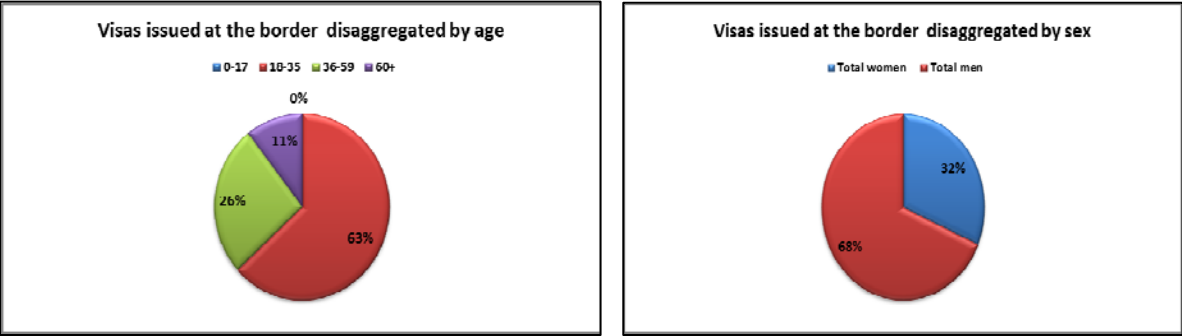 Visas issued at the border disaggregated by age
0-17 18-35 36-59 60+
0%
11%
26%
63%
Visas issued at the border disaggregated by sex
Total women Total men
32%
68%